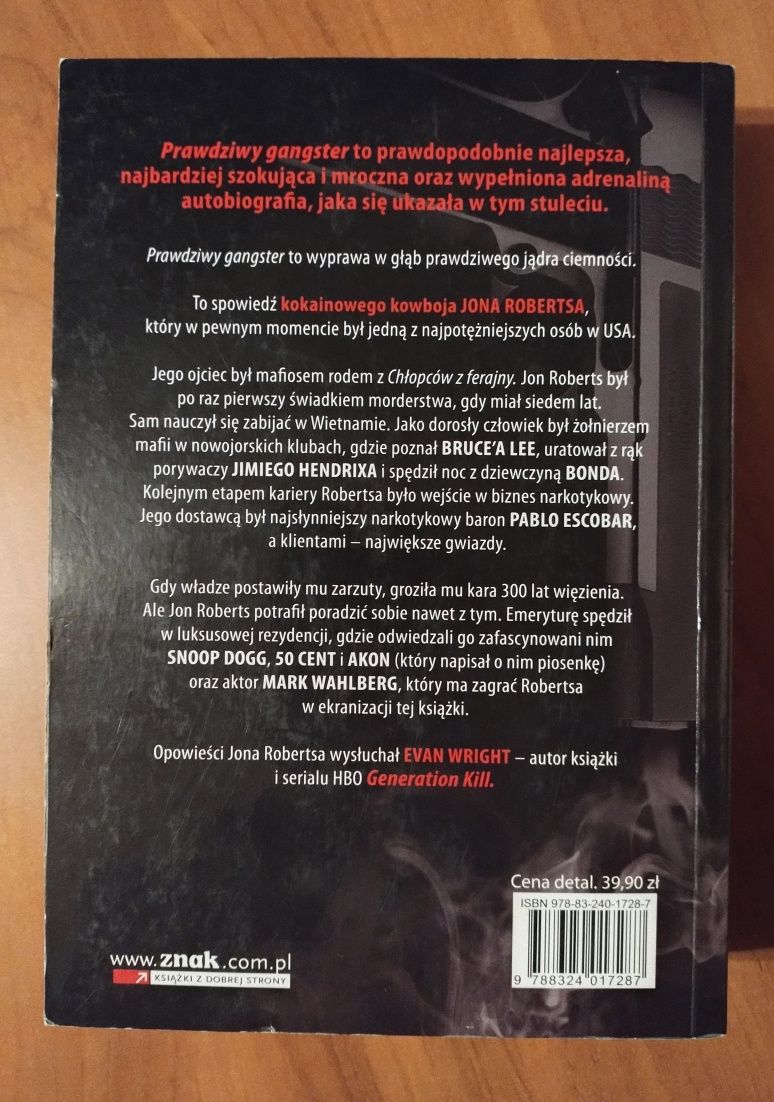 Prawdziwy gangster to prawdopodobnie najlepsza,
najbardziej szokująca i mroczna oraz wypełniona adrenaliną
autobiografia, jaka się ukazała w tym stuleciu.
Prawdziwy gangster to wyprawa w głąb prawdziwego jądra ciemności.
To spowiedź kokainowego kowboja JONA ROBERTSA,
który w pewnym momencie był jedną z najpotężniejszych osób w USA.
Jego ojciec był mafiosem rodem z Chłopców z ferajny. Jon Roberts był
po raz pierwszy świadkiem morderstwa, gdy miał siedem lat.
Sam nauczył się zabijać w Wietnamie. Jako dorosły człowiek był żołnierzem
mafii w nowojorskich klubach, gdzie poznał BRUCE'A LEE, uratował z rąk
porywaczy JIMIEGO HENDRIXA i spędził noc z dziewczyną BONDA.
Kolejnym etapem kariery Robertsa było wejście w biznes narkotykowy.
Jego dostawcą był najsłynniejszy narkotykowy baron PABLO ESCOBAR,
a klientami – największe gwiazdy.
Gdy władze postawiły mu zarzuty, groziła mu kara 300 lat więzienia.
Ale Jon Roberts potrafił poradzić sobie nawet z tym. Emeryturę spędził
w luksusowej rezydencji, gdzie odwiedzali go zafascynowani nim
SNOOP DOGG, 50 CENT i AKON (który napisał o nim piosenkę)
oraz aktor MARK WAHLBERG, który ma zagrać Robertsa
w ekranizacji tej książki.
Opowieści Jona Robertsa wysłuchał EVAN WRIGHT – autor książki
i serialu HBO Generation Kill.
Cena detal. 39,90 zł
ISBN 978-83-240-1728-7
9 788324 017287
www.znak.com.pl
KSIĄŻKI Z DOBREJ STRONY